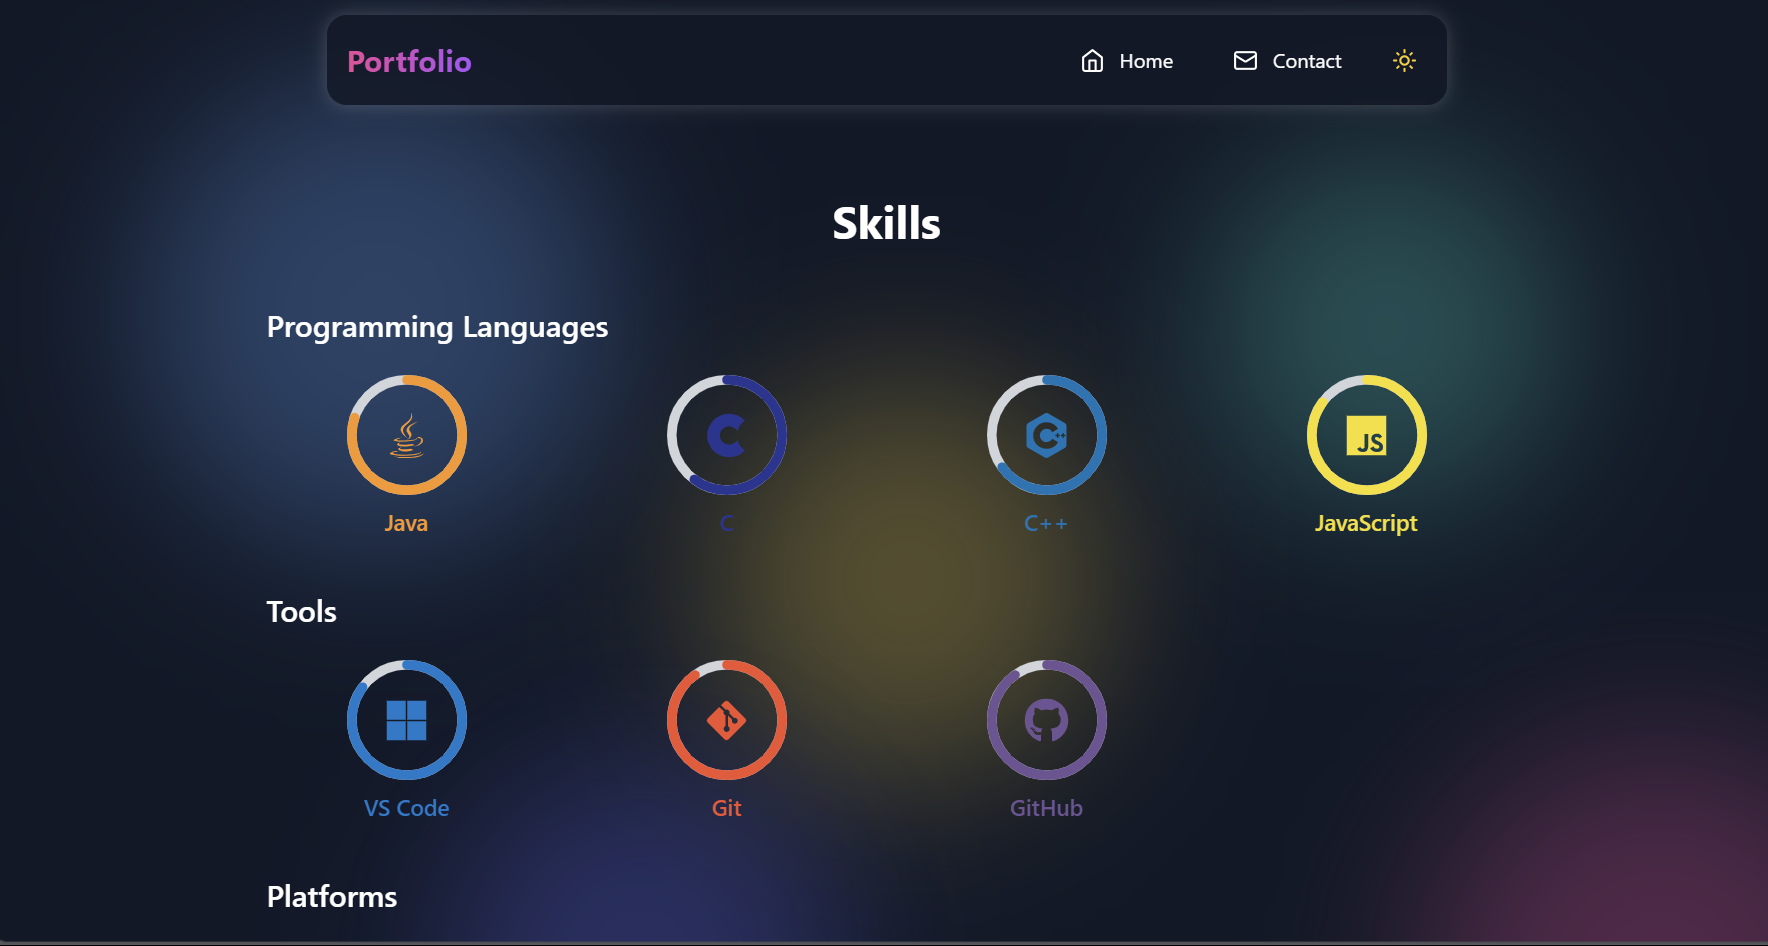 Portfolio
Home
Contact
Skills
Programming Languages
C
C++
JS
Java
C
C++
JavaScript
Tools
VS Code
Git
GitHub
Platforms